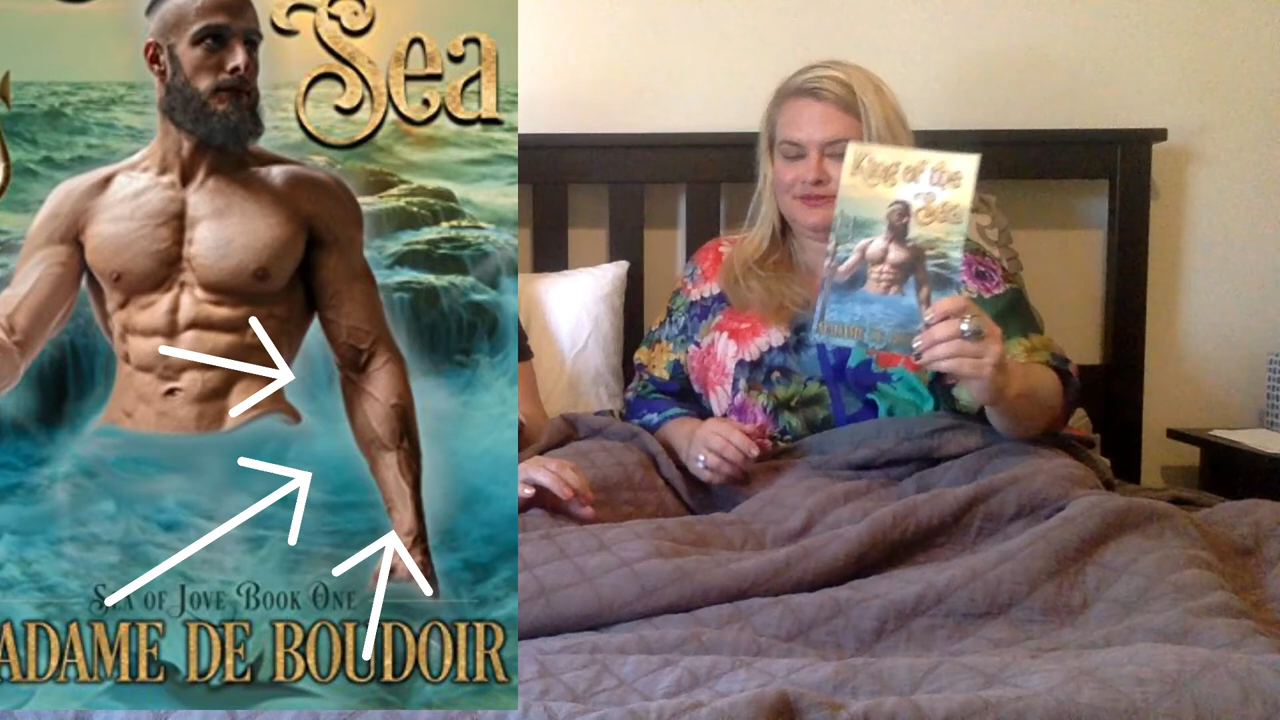 Sea
Sea of Jove Book One
ADAME DE BOUDOIR
King of the
Sea